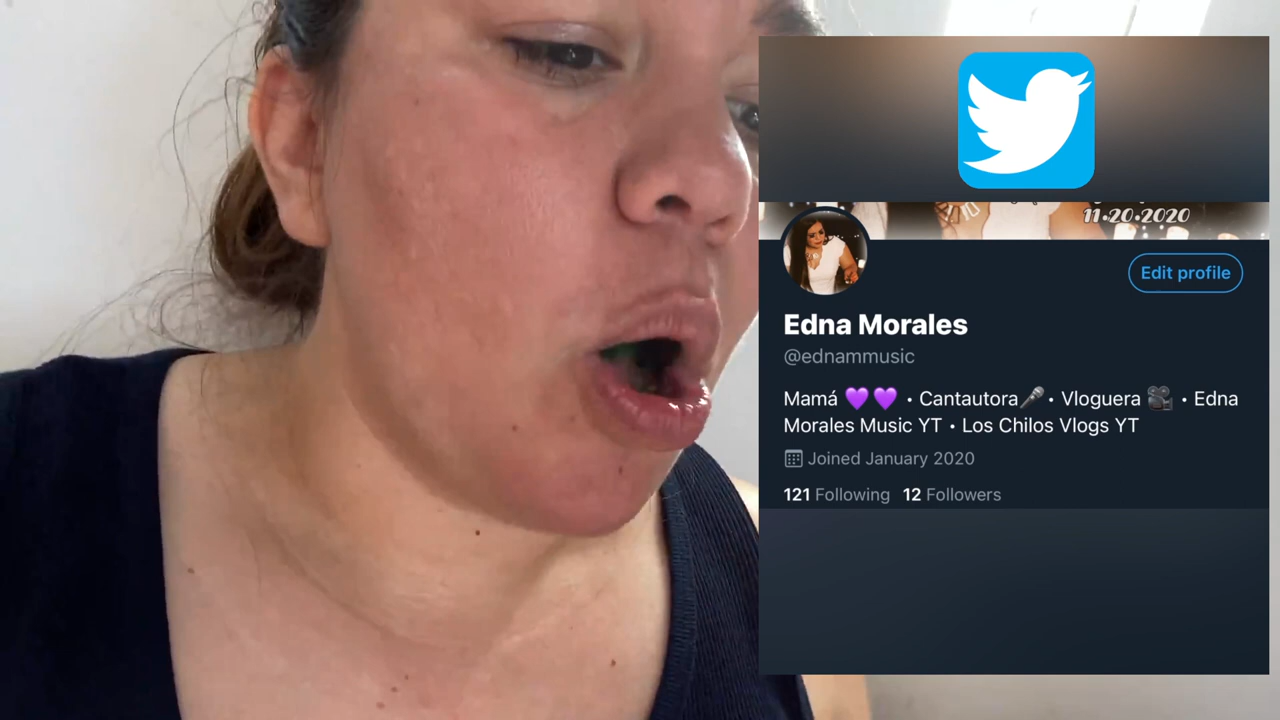 11•20•2020
Edit profile
Edna Morales
@ednammusic
Mamá 💜💜 • Cantautora🎤 • Vloguera 🎥 • Edna
Morales Music YT • Los Chilos Vlogs YT
Joined January 2020
121 Following 12 Followers